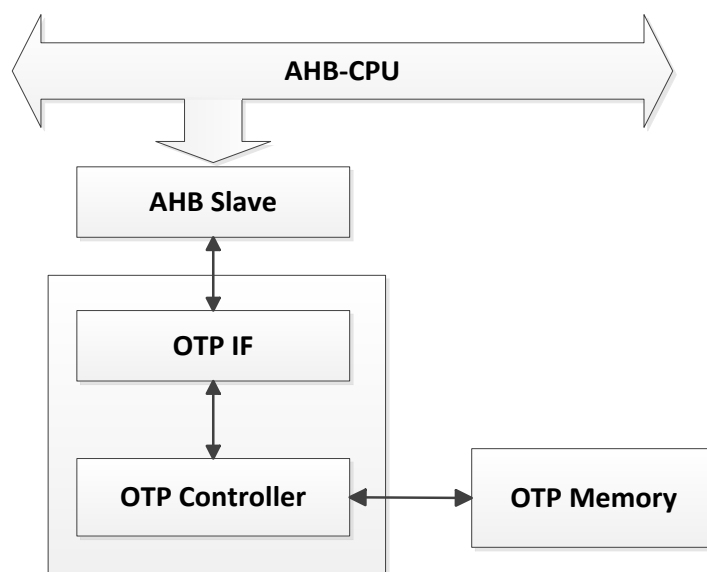 AHB-CPU
AHB Slave
OTP IF
OTP Controller
OTP Memory